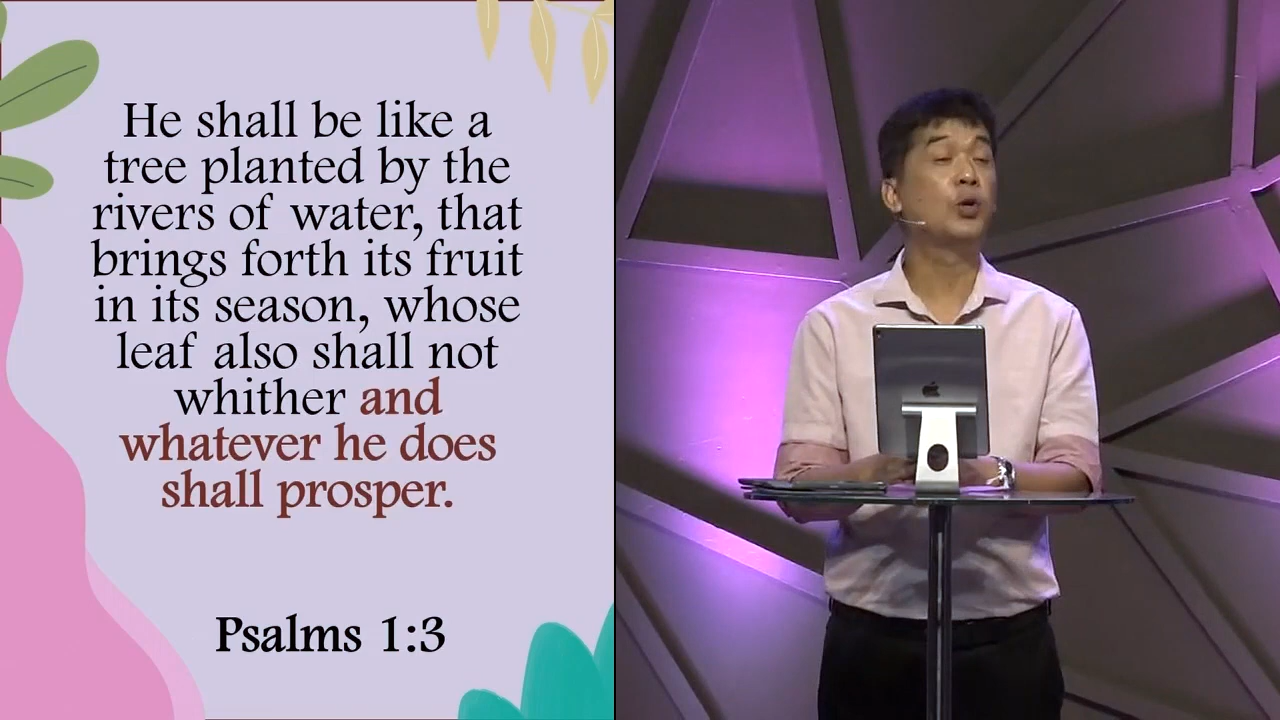 He shall be like a
tree planted by the
rivers of water, that
brings forth its fruit
in its season, whose
leaf also shall not
whither and
whatever he does
shall prosper.
Psalms 1:3